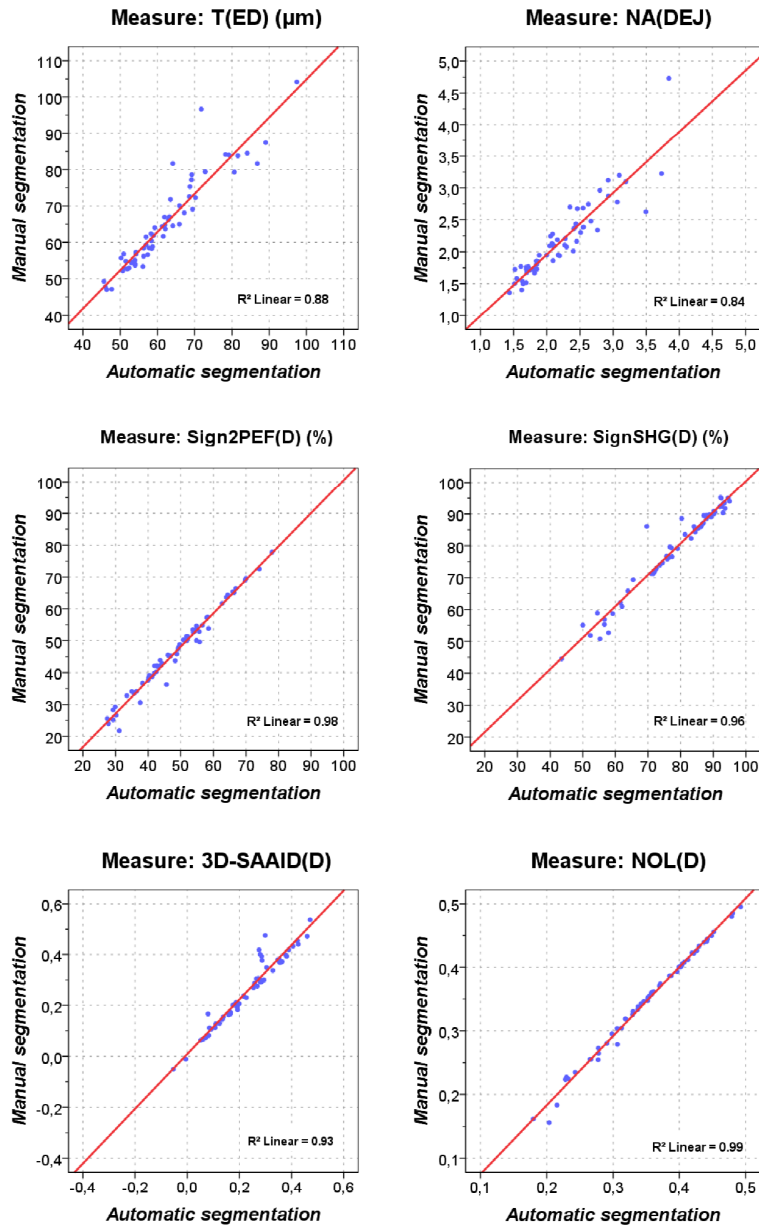 Measure: T(ED) (µm)
110
100
90
80
70
60
50
40
Manual segmentation
R² Linear = 0.88
40 50 60 70 80 90 100 110
Automatic segmentation
Measure: NA(DEJ)
5,0
4,5
4,0
3,5
3,0
2,5
2,0
1,5
1,0
Manual segmentation
R² Linear = 0.84
1,0 1,5 2,0 2,5 3,0 3,5 4,0 4,5 5,0
Automatic segmentation
Measure: Sign2PEF(D) (%)
100
90
80
70
60
50
40
30
20
Manual segmentation
R² Linear = 0.98
20 30 40 50 60 70 80 90 100
Automatic segmentation
Measure: SignSHG(D) (%)
100
90
80
70
60
50
40
30
20
Manual segmentation
R² Linear = 0.96
20 30 40 50 60 70 80 90 100
Automatic segmentation
Measure: 3D-SAAID(D)
0,6
0,4
0,2
0,0
-0,2
-0,4
Manual segmentation
R² Linear = 0.93
-0,4 -0,2 0,0 0,2 0,4 0,6
Automatic segmentation
Measure: NOL(D)
0,5
0,4
0,3
0,2
0,1
Manual segmentation
R² Linear = 0.99
0,1 0,2 0,3 0,4 0,5
Automatic segmentation